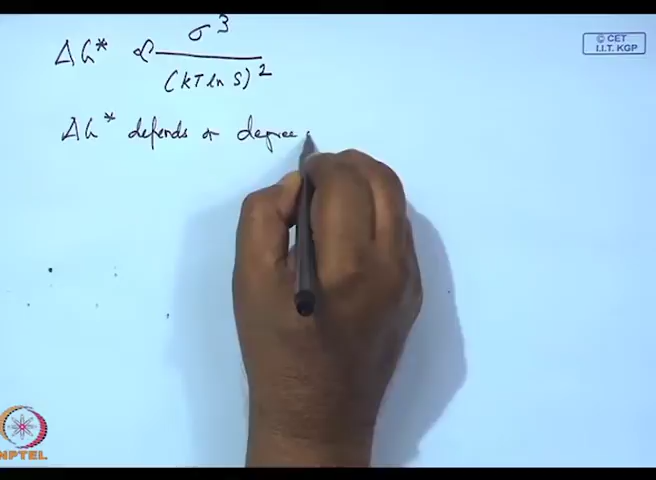 ΔG* ∝ σ³ / (kT ln S)²
© CET
I.I.T. KGP
ΔG* depends on degree
NPTEL